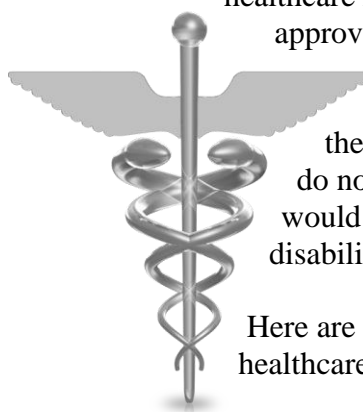 healthcare
approv
the
do no
would
disabili
Here are
healthcare